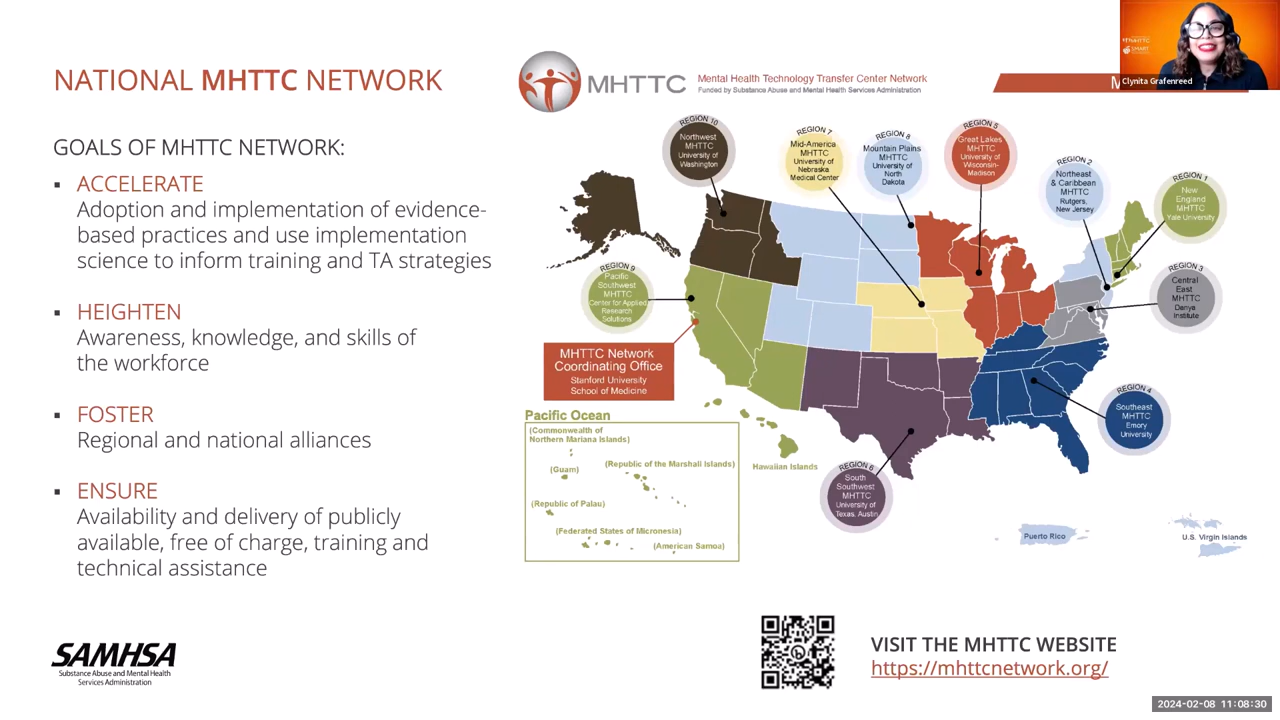 NATIONAL MHTTC NETWORK
GOALS OF MHTTC NETWORK:
▪ ACCELERATE
Adoption and implementation of evidence-
based practices and use implementation
science to inform training and TA strategies
▪ HEIGHTEN
Awareness, knowledge, and skills of
the workforce
▪ FOSTER
Regional and national alliances
▪ ENSURE
Availability and delivery of publicly
available, free of charge, training and
technical assistance
SAMHSA
Substance Abuse and Mental Health
Services Administration
MHTTC
Mental Health Technology Transfer Center Network
Funded by Substance Abuse and Mental Health Services Administration
M
Clynita Grafenreed
REGION 10
Northwest
MHTTC
University of
Washington
REGION 7
Mid-America
MHTTC
University of
Nebraska
Medical Center
REGION 8
Mountain Plains
MHTTC
University of
North
Dakota
REGION 5
Great Lakes
MHTTC
University of
Wisconsin-
Madison
REGION 2
Northeast
& Caribbean
MHTTC
Rutgers,
New Jersey
REGION 1
New
England
MHTTC
Yale University
REGION 9
Pacific
Southwest
MHTTC
Center for Applied
Research
Solutions
REGION 3
Central
East
MHTTC
Danya
Institute
MHTTC Network
Coordinating Office
Stanford University
School of Medicine
REGION 4
Southeast
MHTTC
Emory
University
REGION 6
South
Southwest
MHTTC
University of
Texas, Austin
Pacific Ocean
(Commonwealth of
Northern Mariana Islands)
(Guam)
(Republic of the Marshall Islands)
(Republic of Palau)
(Federated States of Micronesia)
(American Samoa)
Hawaiian Islands
Puerto Rico
U.S. Virgin Islands
VISIT THE MHTTC WEBSITE
https://mhttcnetwork.org/
2024-02-08 11:08:30